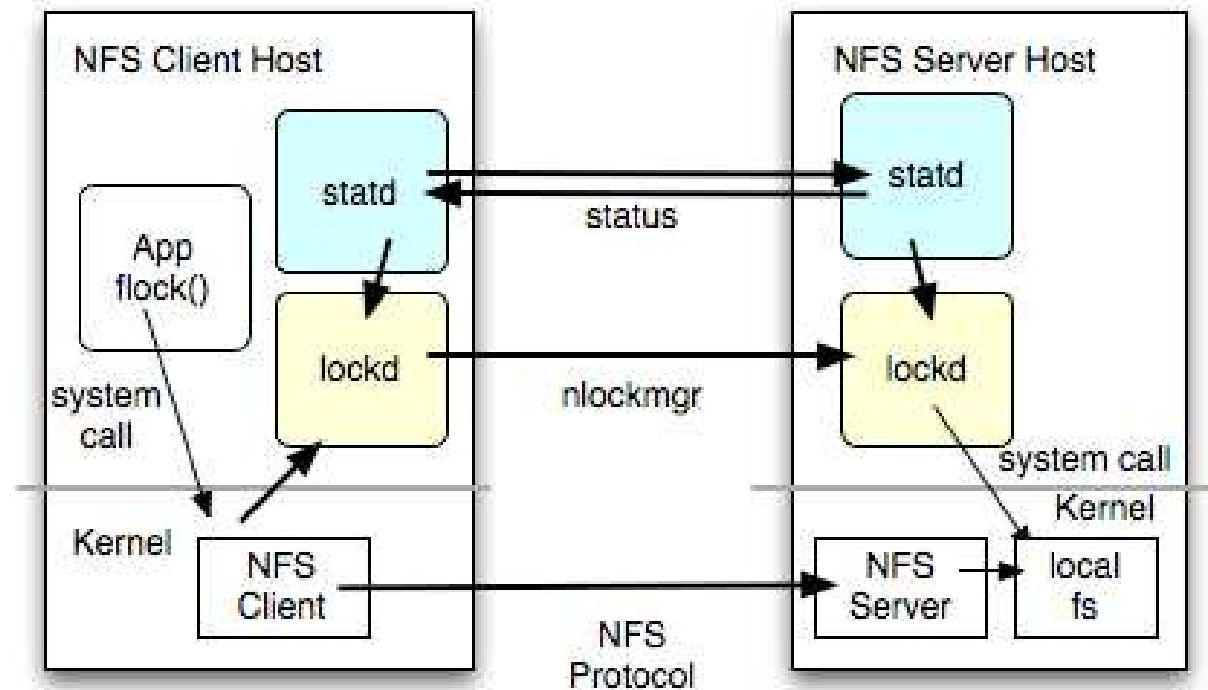 NFS Client Host
statd
App
flock()
lockd
system
call
Kernel
NFS
Client
status
nlockmgr
NFS
Protocol
NFS Server Host
statd
lockd
system call
Kernel
NFS
Server
local
fs